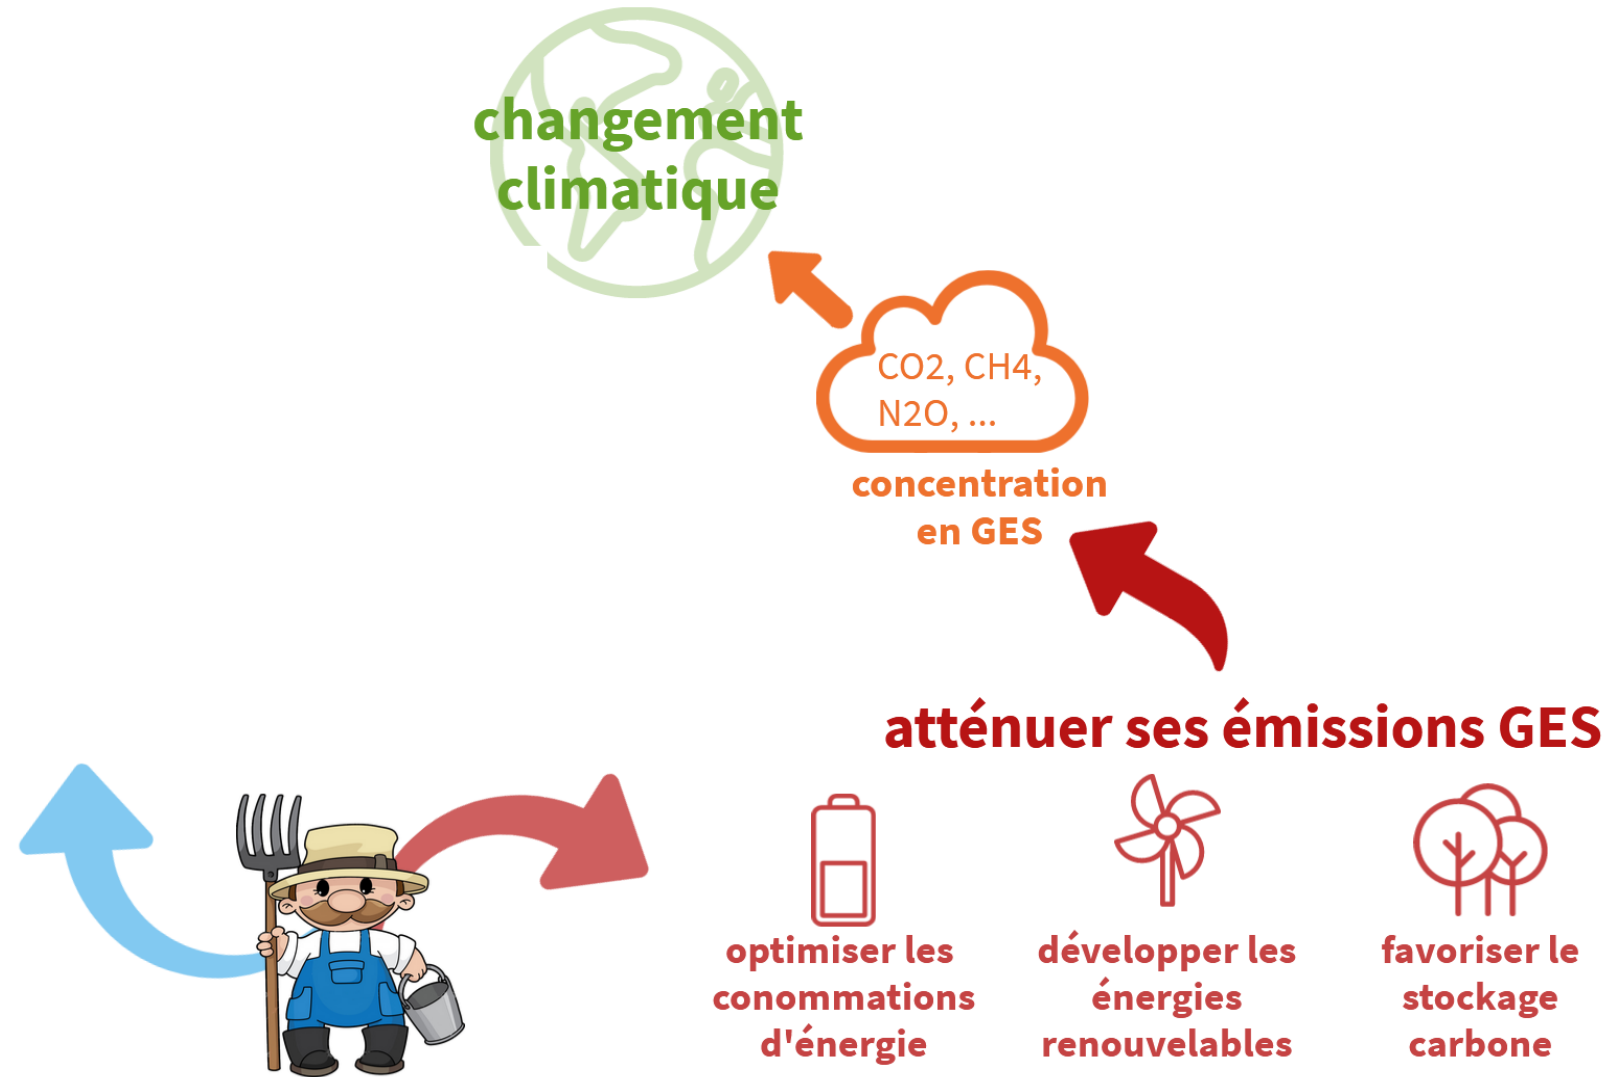 changement
climatique
CO2, CH4,
N2O, ...
concentration
en GES
atténuer ses émissions GES
optimiser les
conommations
d'énergie
développer les
énergies
renouvelables
favoriser le
stockage
carbone